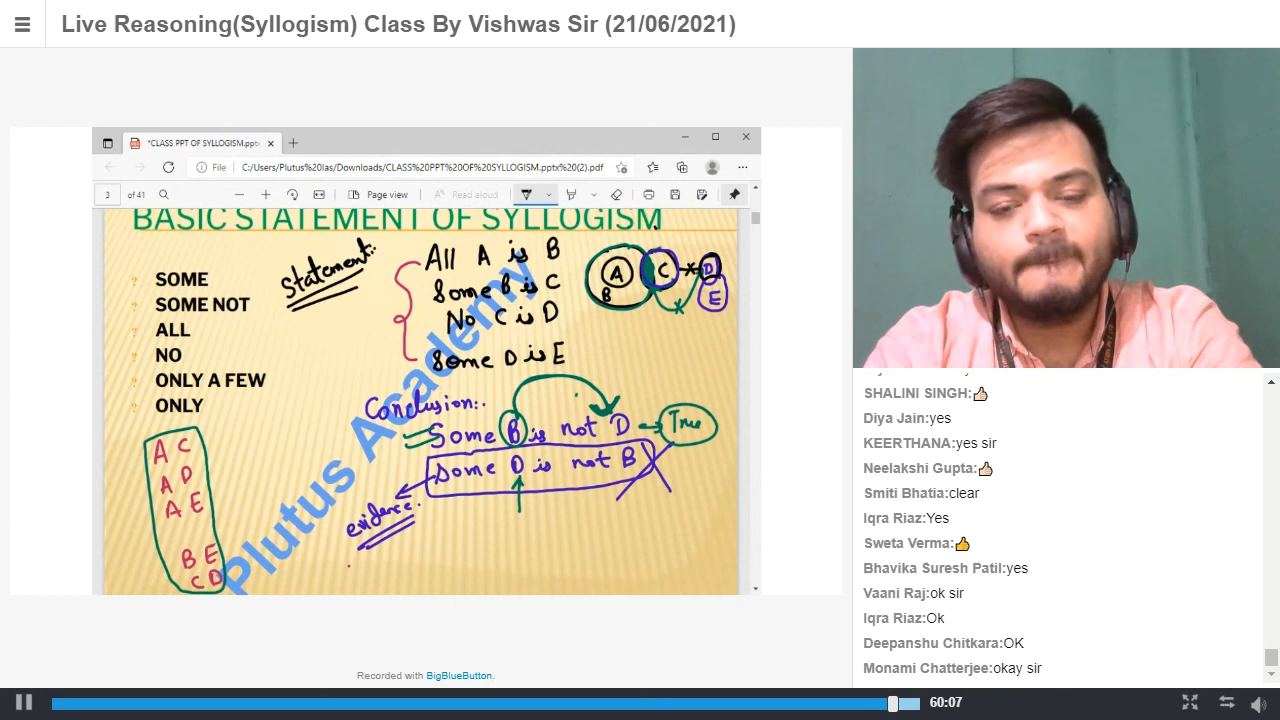 Live Reasoning(Syllogism) Class By Vishwas Sir (21/06/2021)
*CLASS PPT OF SYLLOGISM.pptx
File
C:/Users/Plutus%20Ias/Downloads/CLASS%20PPT%20OF%20SYLLOGISM.pptx%20(2).pdf
3 of 41
Page view
Read aloud
BASIC STATEMENT OF SYLLOGISM
SOME
SOME NOT
ALL
NO
ONLY A FEW
ONLY
Statement:
All A is B
Some B is C
No C is D
Some D is E
A
B
C
D
E
Conclusion:
Some B is not D → True
Some D is not B
evidence
A C
A D
A E
B E
C D
Plutus Academy
Recorded with BigBlueButton.
SHALINI SINGH:👍
Diya Jain:yes
KEERTHANA:yes sir
Neelakshi Gupta:👍
Smiti Bhatia:clear
Iqra Riaz:Yes
Sweta Verma:👍
Bhavika Suresh Patil:yes
Vaani Raj:ok sir
Iqra Riaz:Ok
Deepanshu Chitkara:OK
Monami Chatterjee:okay sir
60:07